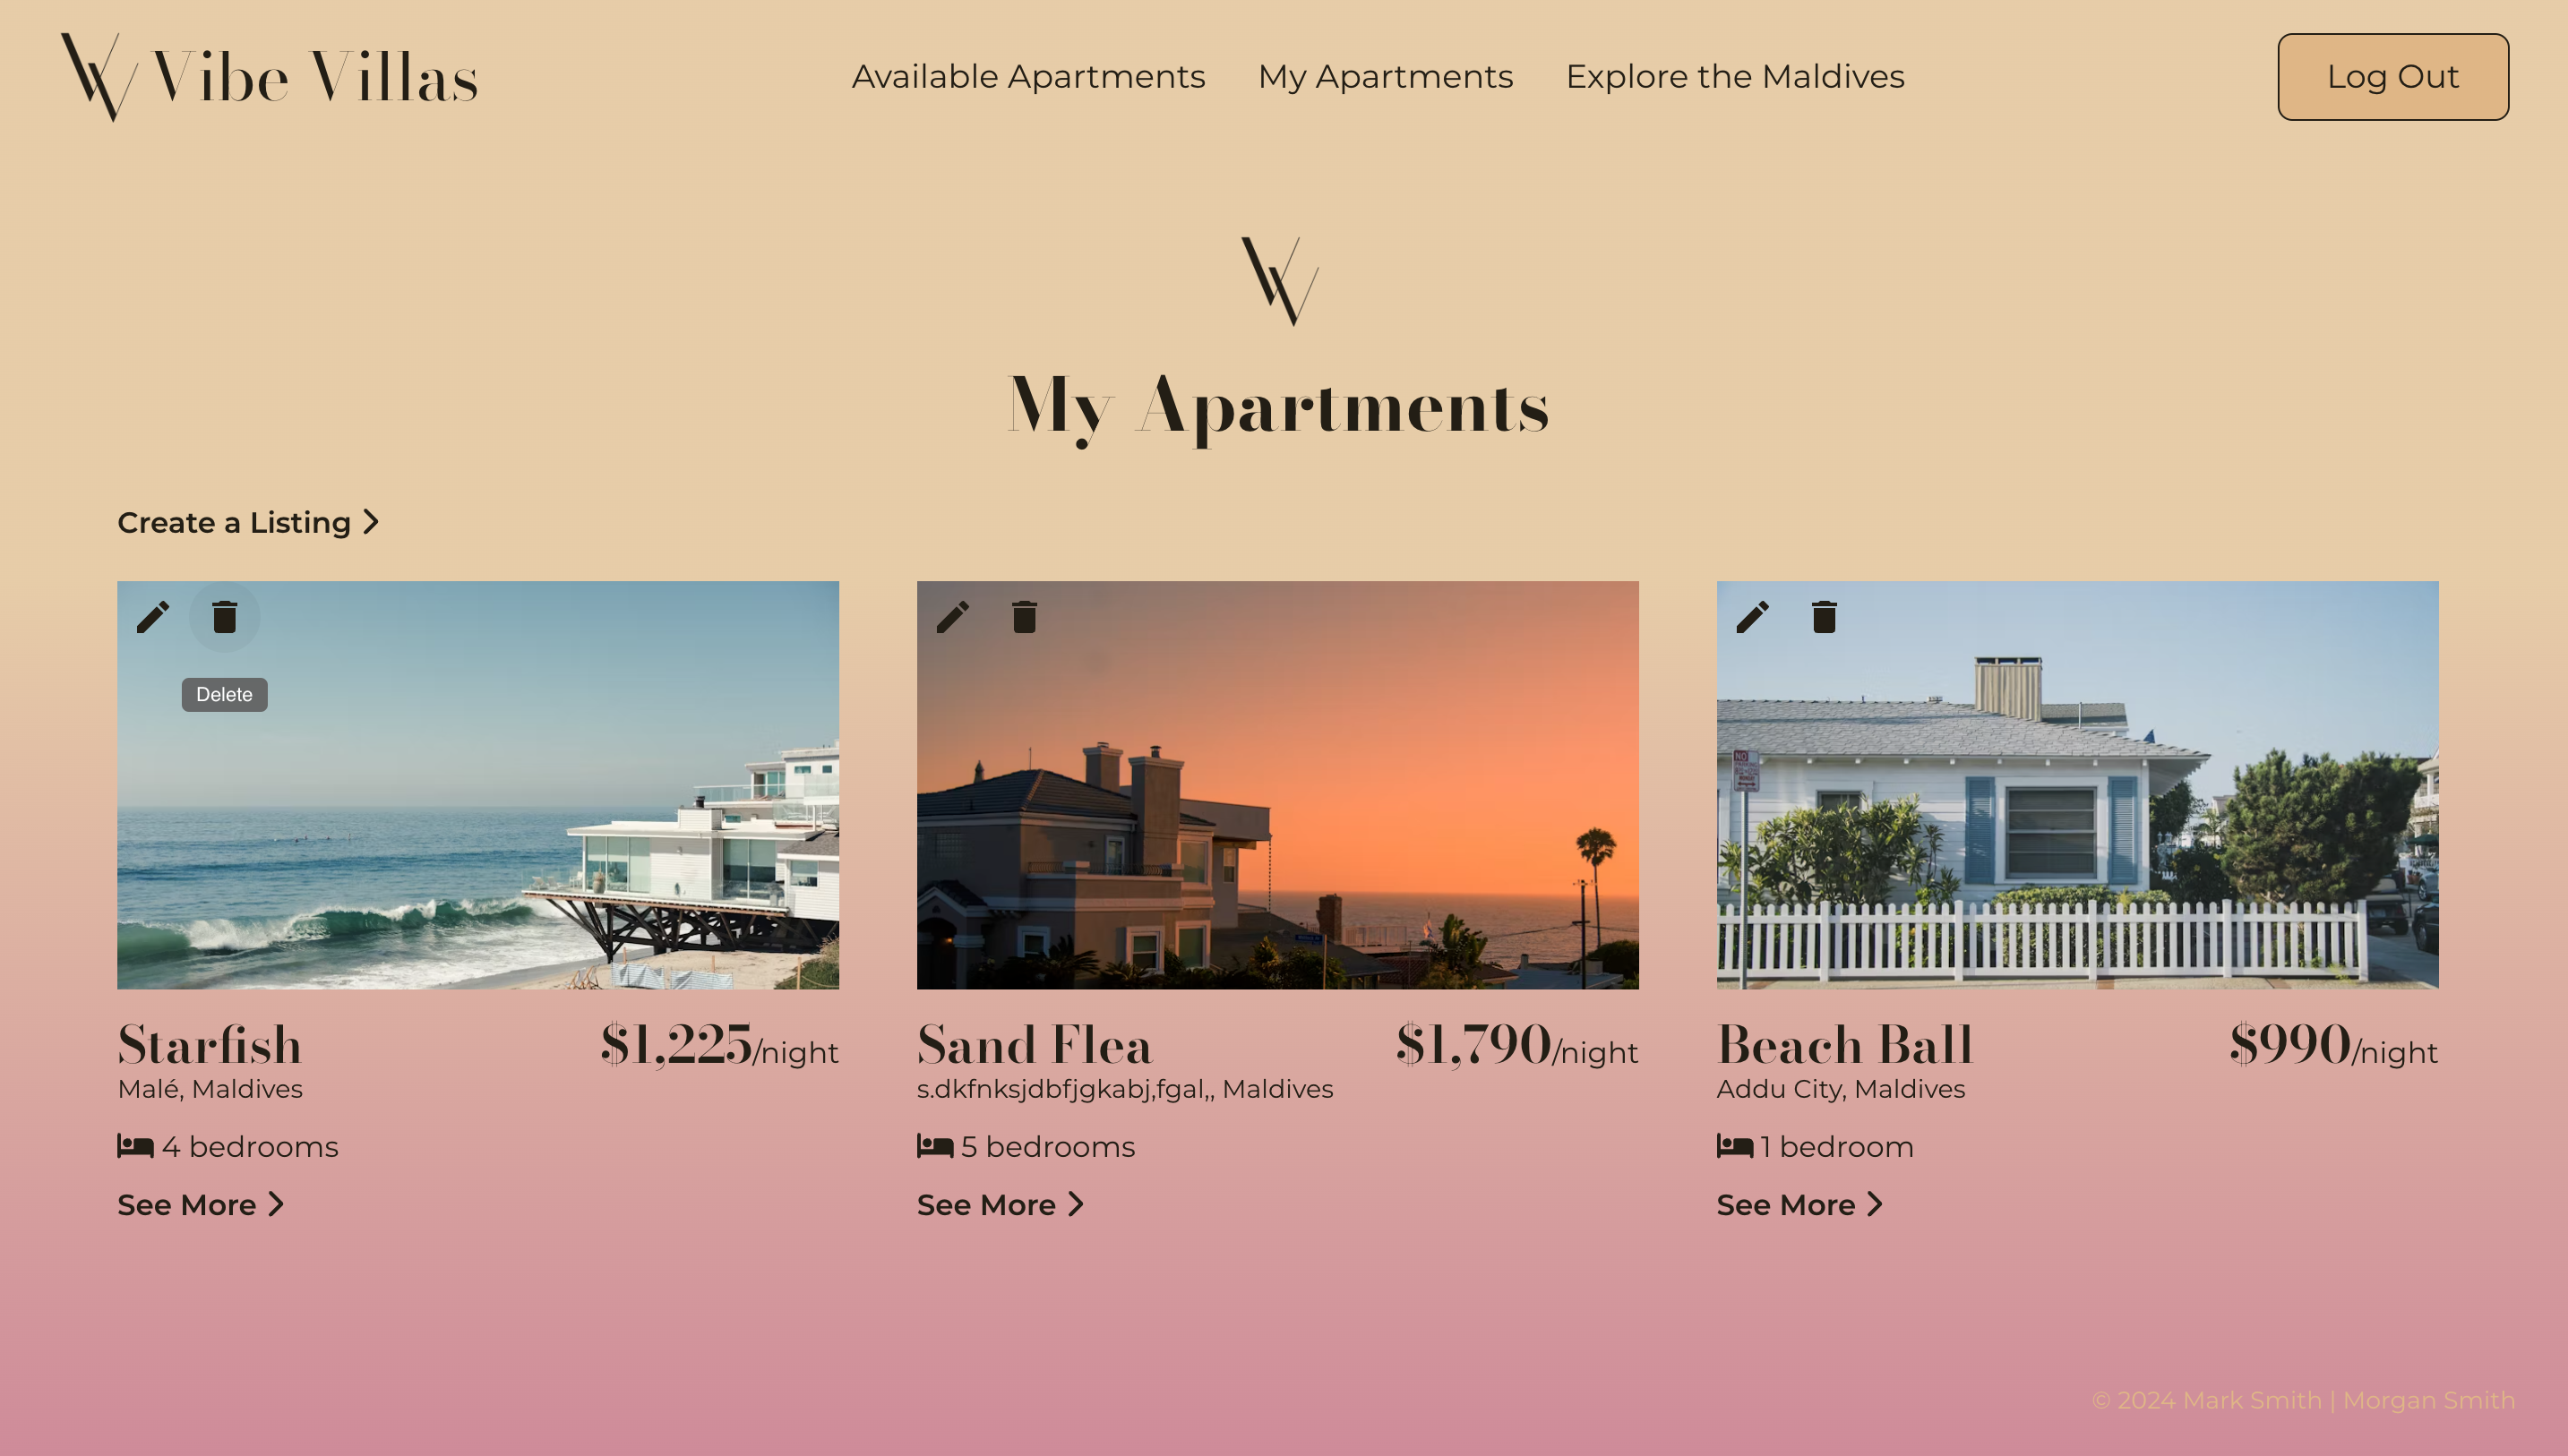 Vibe Villas
Available Apartments
My Apartments
Explore the Maldives
Log Out
My Apartments
Create a Listing
Delete
NO
Starfish
$1,225/night
Malé, Maldives
4 bedrooms
See More
Sand Flea
$1,790/night
s.dkfnksjdbfjgkabj,fgal,, Maldives
5 bedrooms
See More
Beach Ball
$990/night
Addu City, Maldives
1 bedroom
See More
© 2024 Mark Smith | Morgan Smith